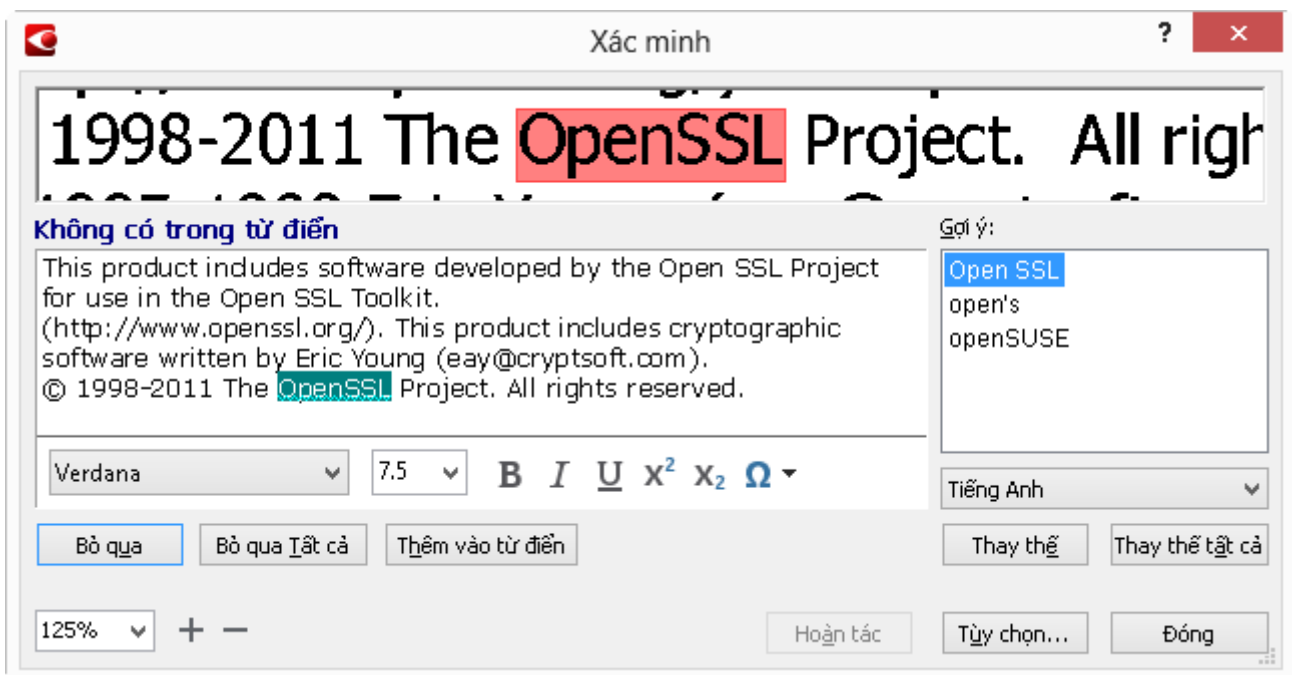 Xác minh
?
1998-2011 The OpenSSL Project. All righ
Không có trong từ điển
Gợi ý:
This product includes software developed by the Open SSL Project
for use in the Open SSL Toolkit.
(http://www.openssl.org/). This product includes cryptographic
software written by Eric Young (eay@cryptsoft.com).
© 1998-2011 The OpenSSL Project. All rights reserved.
Open SSL
open's
openSUSE
Verdana
7.5
B I U X² X₂ Ω
Tiếng Anh
Bỏ qua
Bỏ qua Tất cả
Thêm vào từ điển
Thay thế
Thay thế tất cả
125%
+ −
Hoàn tác
Tùy chọn...
Đóng